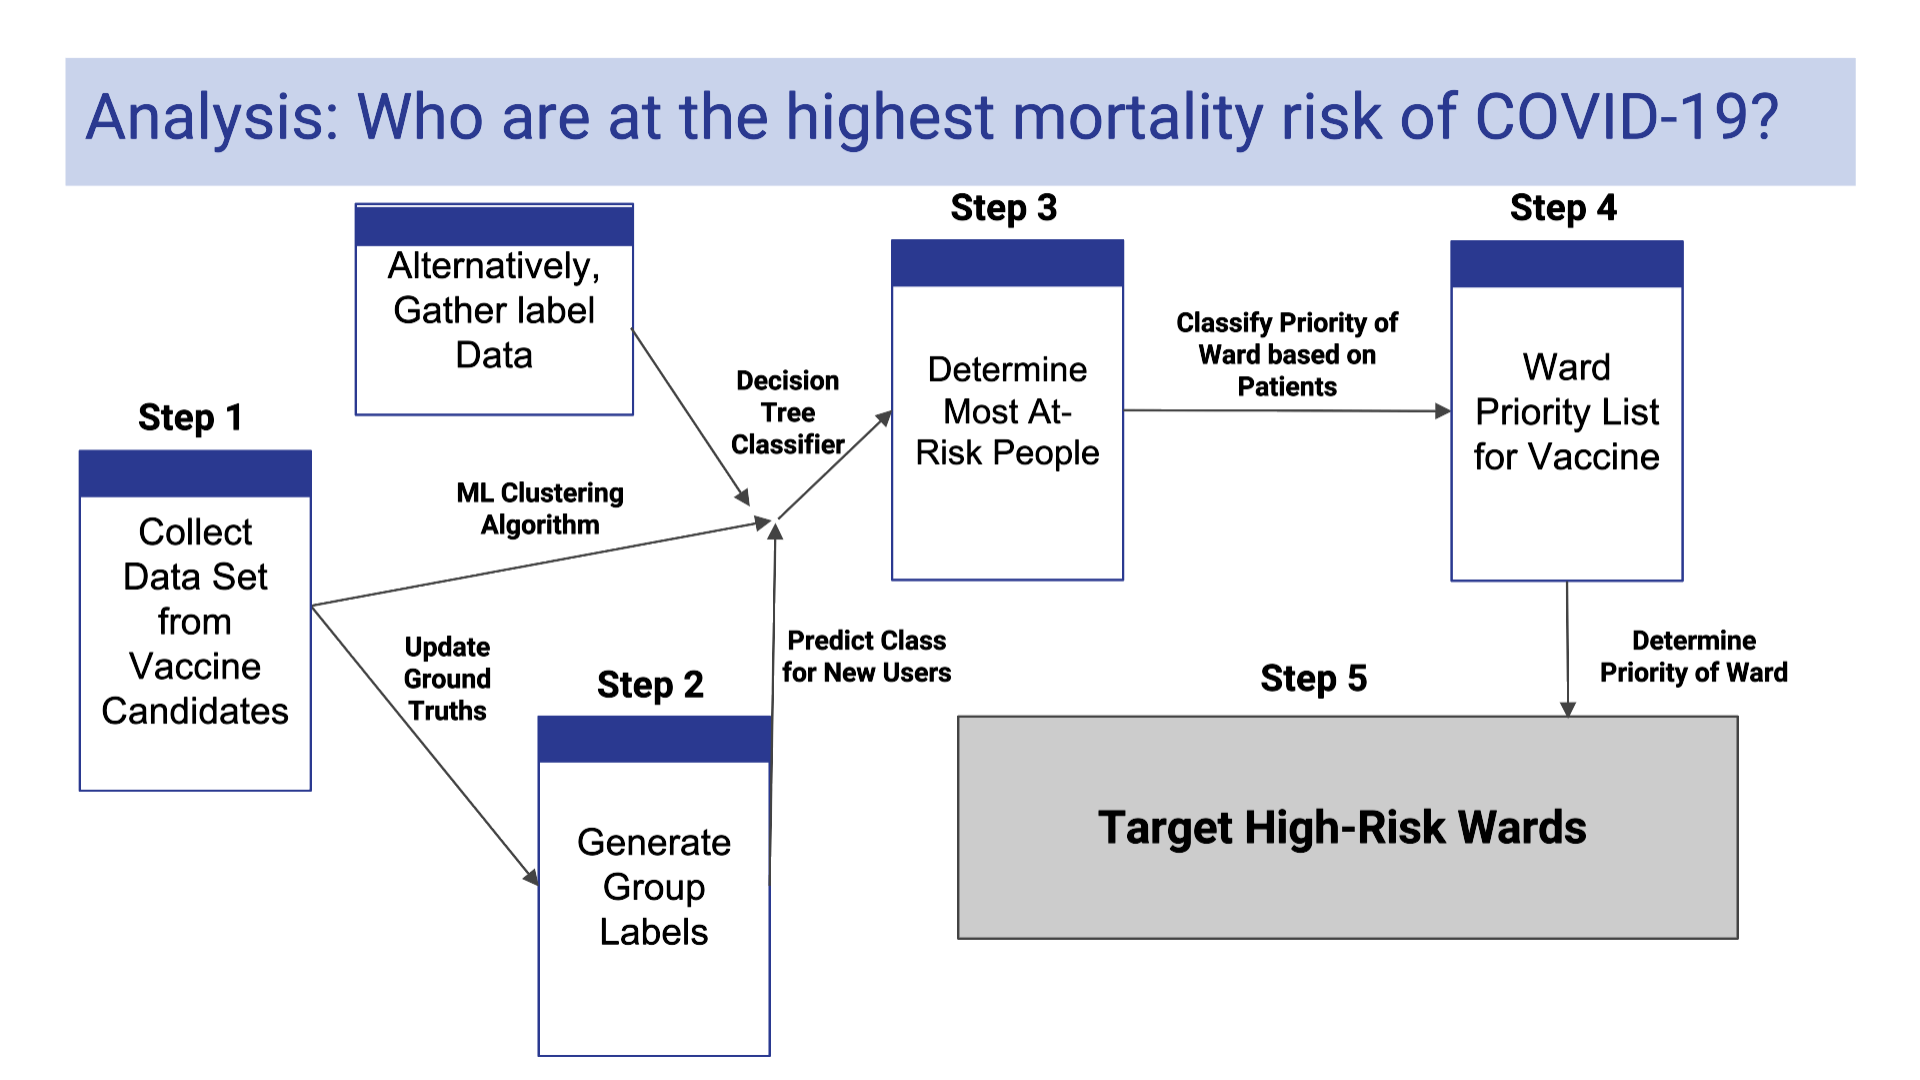 Analysis: Who are at the highest mortality risk of COVID-19?
Alternatively,
Gather label
Data
Step 1
Collect
Data Set
from
Vaccine
Candidates
ML Clustering
Algorithm
Update
Ground
Truths
Step 2
Generate
Group
Labels
Decision
Tree
Classifier
Predict Class
for New Users
Step 3
Determine
Most At-
Risk People
Classify Priority of
Ward based on
Patients
Step 4
Ward
Priority List
for Vaccine
Determine
Priority of Ward
Step 5
Target High-Risk Wards